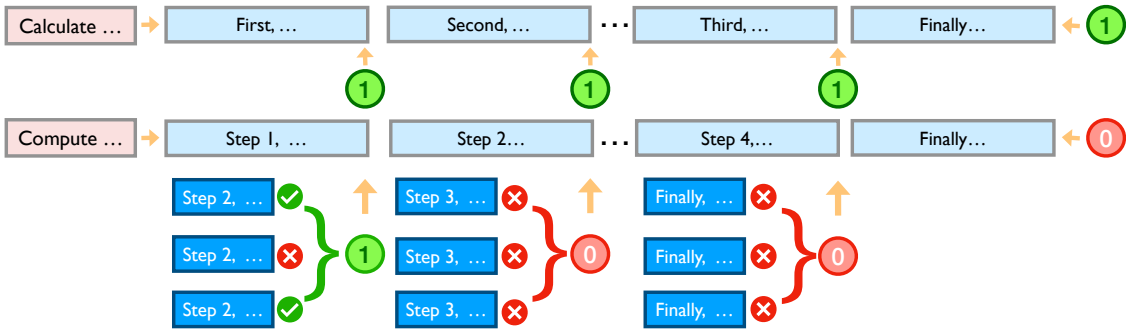 Calculate … First, … Second, … ... Third, … Finally… 1
1 1 1
Compute … Step 1, … Step 2… ... Step 4,… Finally… 0
Step 2, … Step 3, … Finally, …
Step 2, … 1 Step 3, … 0 Finally, … 0
Step 2, … Step 3, … Finally, …